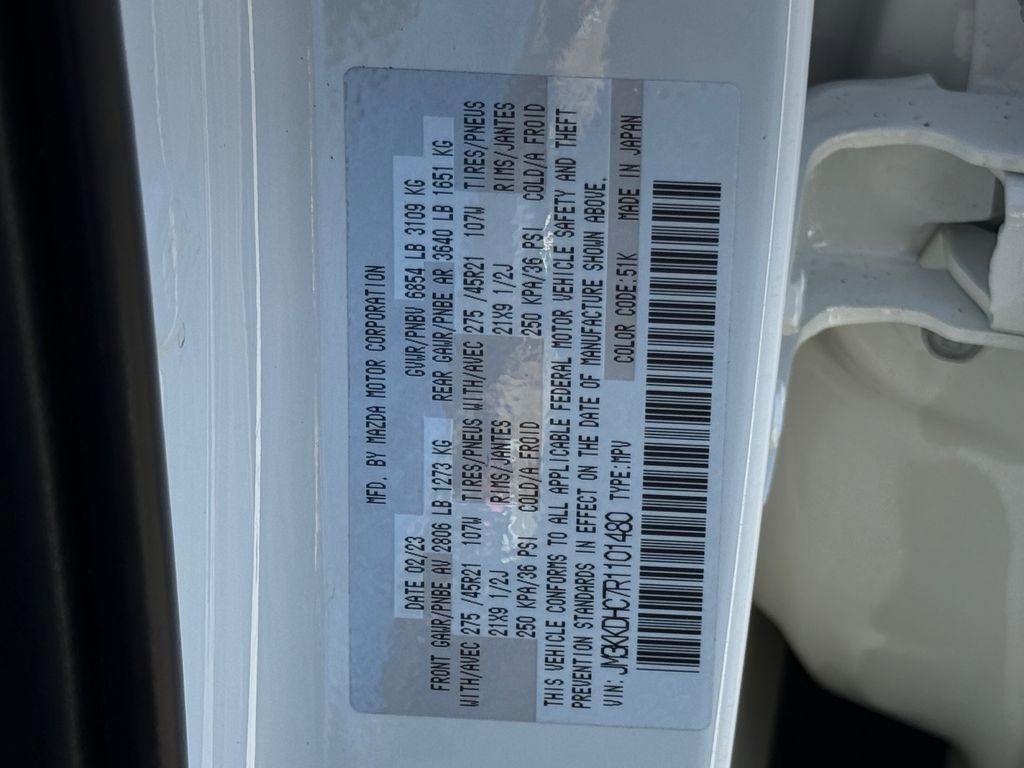 MFD. BY MAZDA MOTOR CORPORATION
DATE 02/23 GVWR/PNBV 6854 LB 3109 KG
FRONT GAWR/PNBE AV 2806 LB 1273 KG REAR GAWR/PNBE AR 3640 LB 1651 KG
WITH/AVEC 275 /45R21 107W TIRES/PNEUS WITH/AVEC 275 /45R21 107W TIRES/PNEUS
21X9 1/2J RIMS/JANTES 21X9 1/2J RIMS/JANTES
250 KPA/36 PSI COLD/A FROID 250 KPA/36 PSI COLD/A FROID
THIS VEHICLE CONFORMS TO ALL APPLICABLE FEDERAL MOTOR VEHICLE SAFETY AND THEFT
PREVENTION STANDARDS IN EFFECT ON THE DATE OF MANUFACTURE SHOWN ABOVE.
VIN: JM3KKDHC7R1101480 TYPE:MPV COLOR CODE:51K MADE IN JAPAN